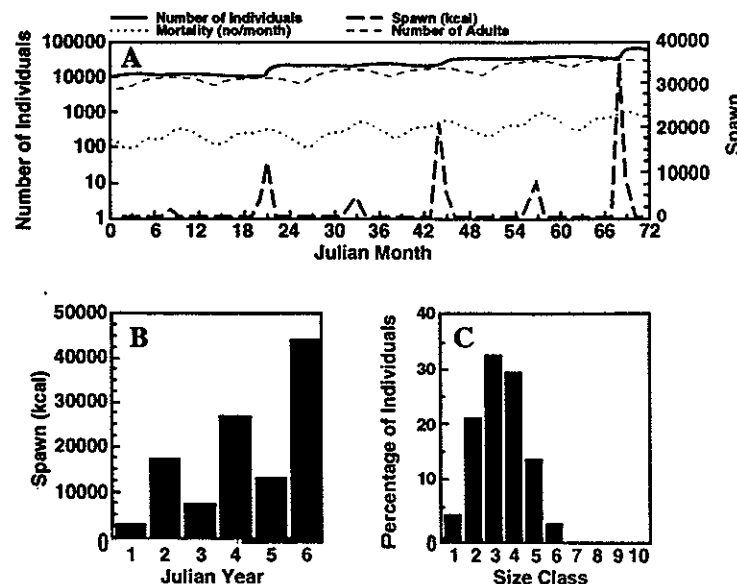 Number of Individuals Spawn (kcal)
Mortality (no/month) Number of Adults
100000 40000
A
10000 30000
1000
100 20000
10 10000
1 0
Number of Individuals
Spawn
0 6 12 18 24 30 36 42 48 54 60 66 72
Julian Month
B
50000
40000
30000
20000
10000
0
Spawn (kcal)
1 2 3 4 5 6
Julian Year
C
40
30
20
10
0
Percentage of Individuals
1 2 3 4 5 6 7 8 9 10
Size Class